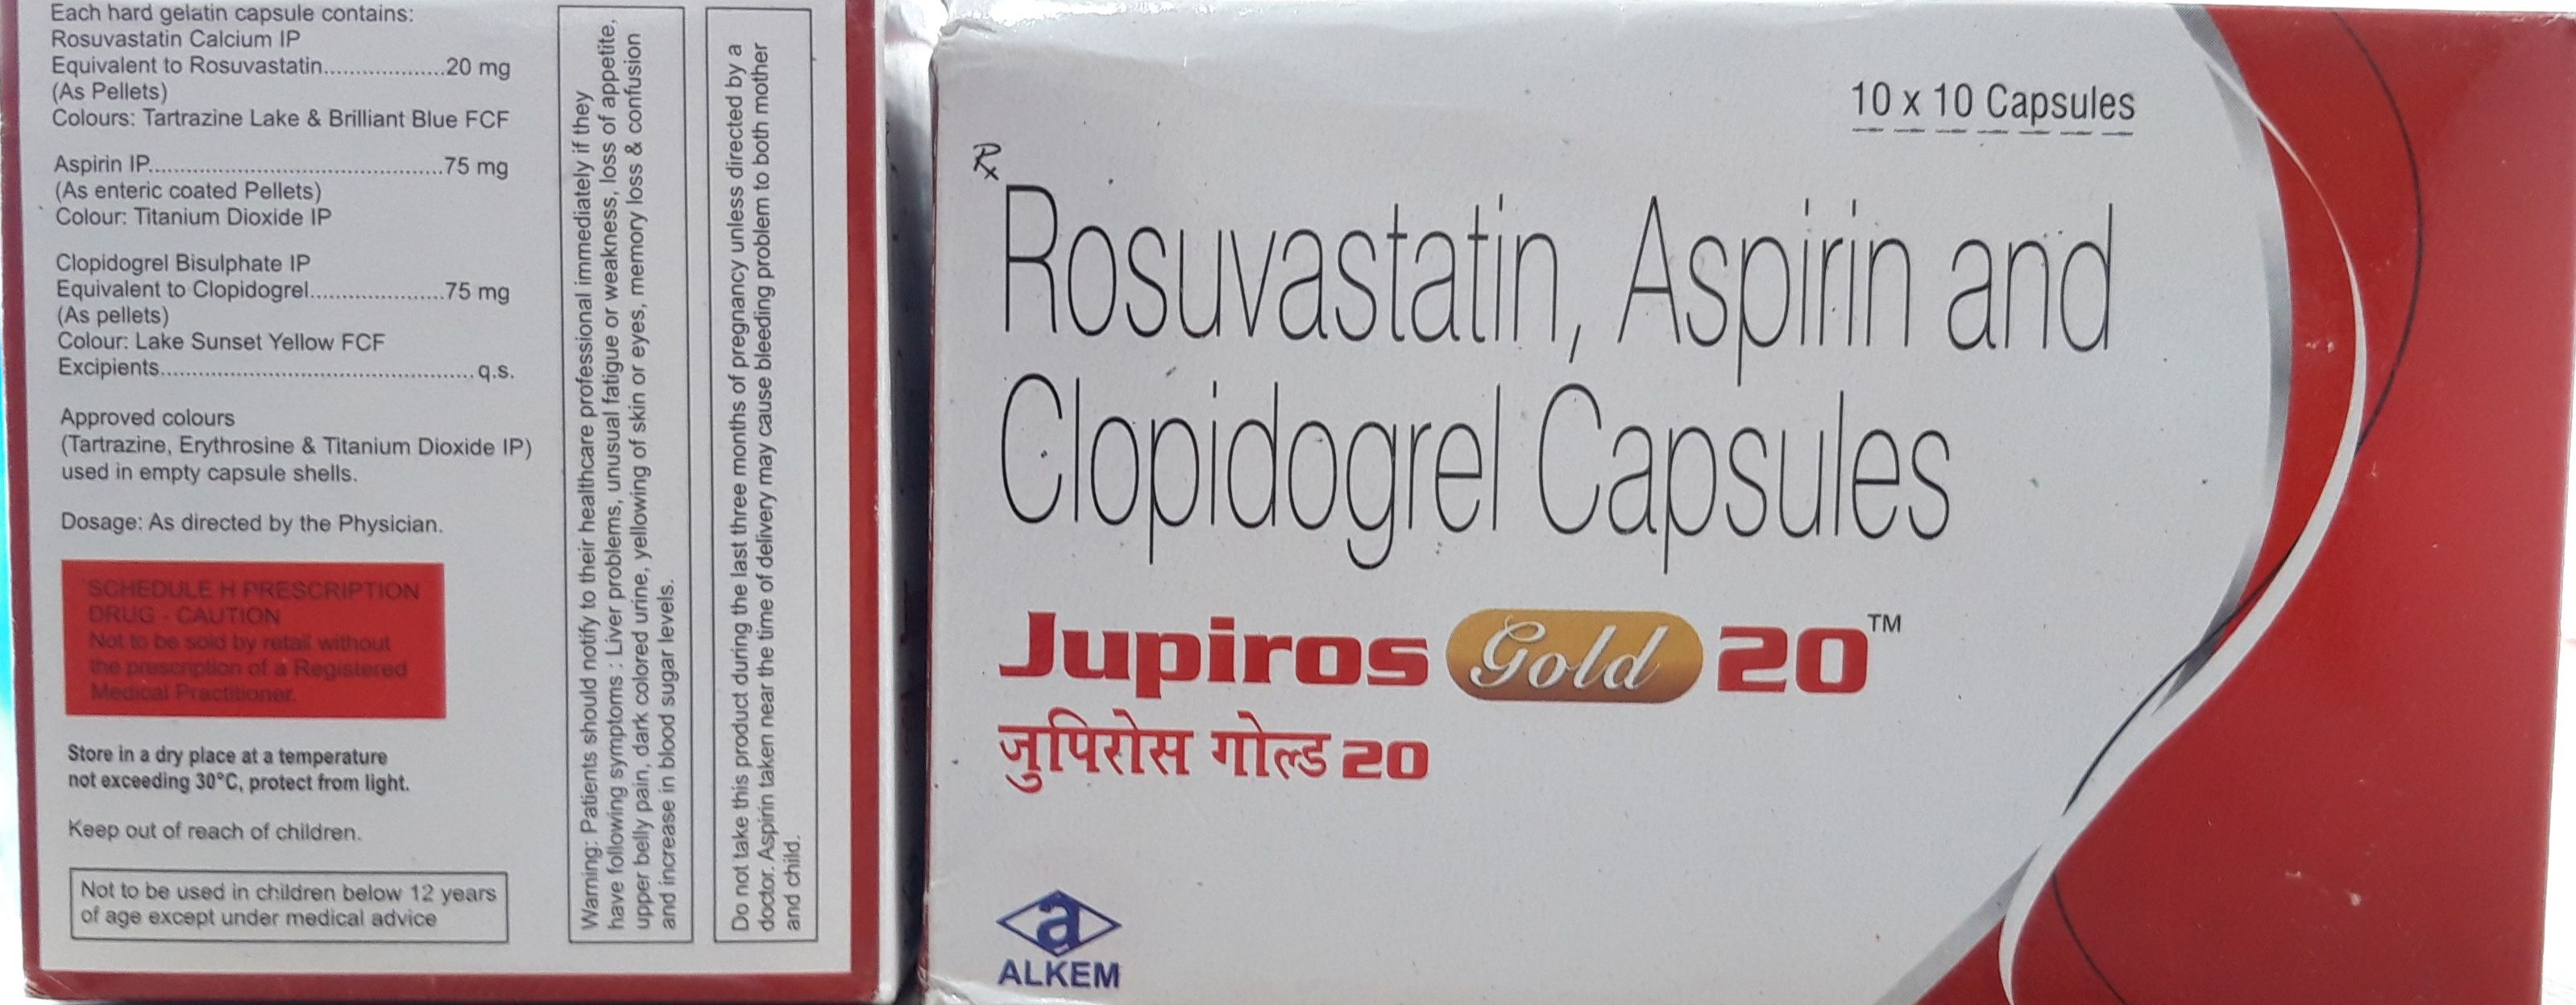 Each hard gelatin capsule contains:
Rosuvastatin Calcium IP
Equivalent to Rosuvastatin...................20 mg
(As Pellets)
Colours: Tartrazine Lake & Brilliant Blue FCF
Aspirin IP.............................................75 mg
(As enteric coated Pellets)
Colour: Titanium Dioxide IP
Clopidogrel Bisulphate IP
Equivalent to Clopidogrel.....................75 mg
(As pellets)
Colour: Lake Sunset Yellow FCF
Excipients................................................q.s.
Approved colours
(Tartrazine, Erythrosine & Titanium Dioxide IP)
used in empty capsule shells.
Dosage: As directed by the Physician.
SCHEDULE H PRESCRIPTION
DRUG - CAUTION
Not to be sold by retail without
the prescription of a Registered
Medical Practitioner.
Store in a dry place at a temperature
not exceeding 30°C, protect from light.
Keep out of reach of children.
Not to be used in children below 12 years
of age except under medical advice
Warning: Patients should notify to their healthcare professional immediately if they
have following symptoms : Liver problems, unusual fatigue or weakness, loss of appetite,
upper belly pain, dark colored urine, yellowing of skin or eyes, memory loss & confusion
and increase in blood sugar levels.
Do not take this product during the last three months of pregnancy unless directed by a
doctor. Aspirin taken near the time of delivery may cause bleeding problem to both mother
and child.
10 x 10 Capsules
Rx
Rosuvastatin, Aspirin and
Clopidogrel Capsules
Jupiros Gold 20™
जुपिरोस गोल्ड 20
a
ALKEM